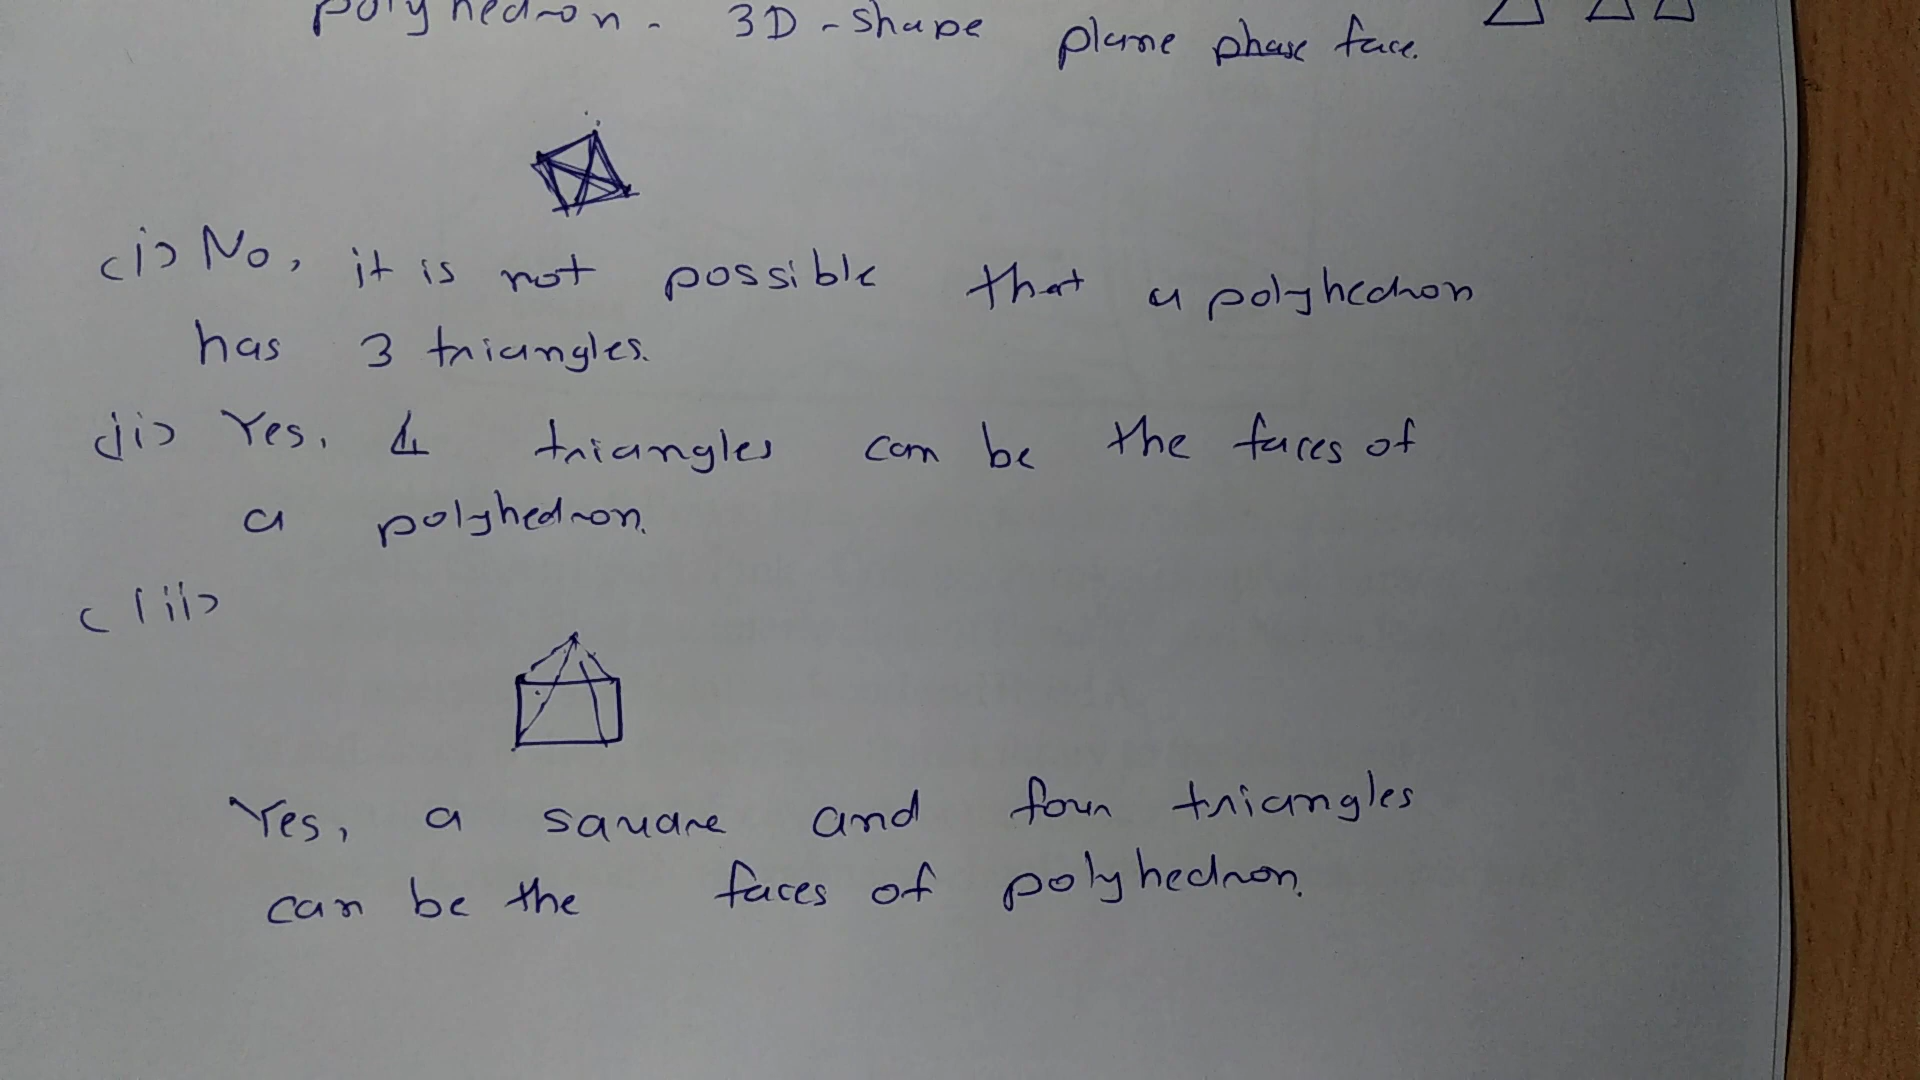 polyhedron - 3D - shape plane phase face.
(i) No, it is not possible that a polyhedron
has 3 triangles.
(ii) Yes, 4 triangles can be the faces of
a polyhedron.
(iii)
Yes, a square and four triangles
can be the faces of polyhedron.